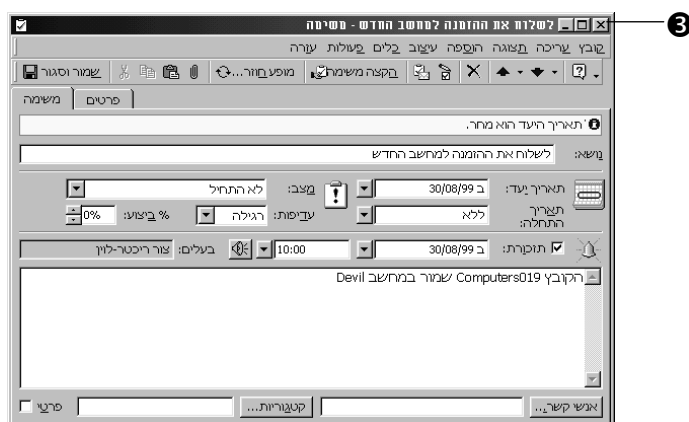 לשלוח את ההזמנה למחשב החדש - משימה
❸
קובץ עריכה תצוגה הוספה עיצוב כלים פעולות עזרה
שמור וסגור מופע חוזר... הקצה משימה
משימה פרטים
תאריך היעד הוא מחר.
נושא: לשלוח את ההזמנה למחשב החדש
תאריך יעד: ב 30/08/99 מצב: לא התחיל
תאריך התחלה: ללא עדיפות: רגילה % ביצוע: 0%
תזכורת: ב 30/08/99 10:00 בעלים: צור ריכטר-לוין
הקובץ Computers019 שמור במחשב Devil
אנשי קשר... קטגוריות... פרטי